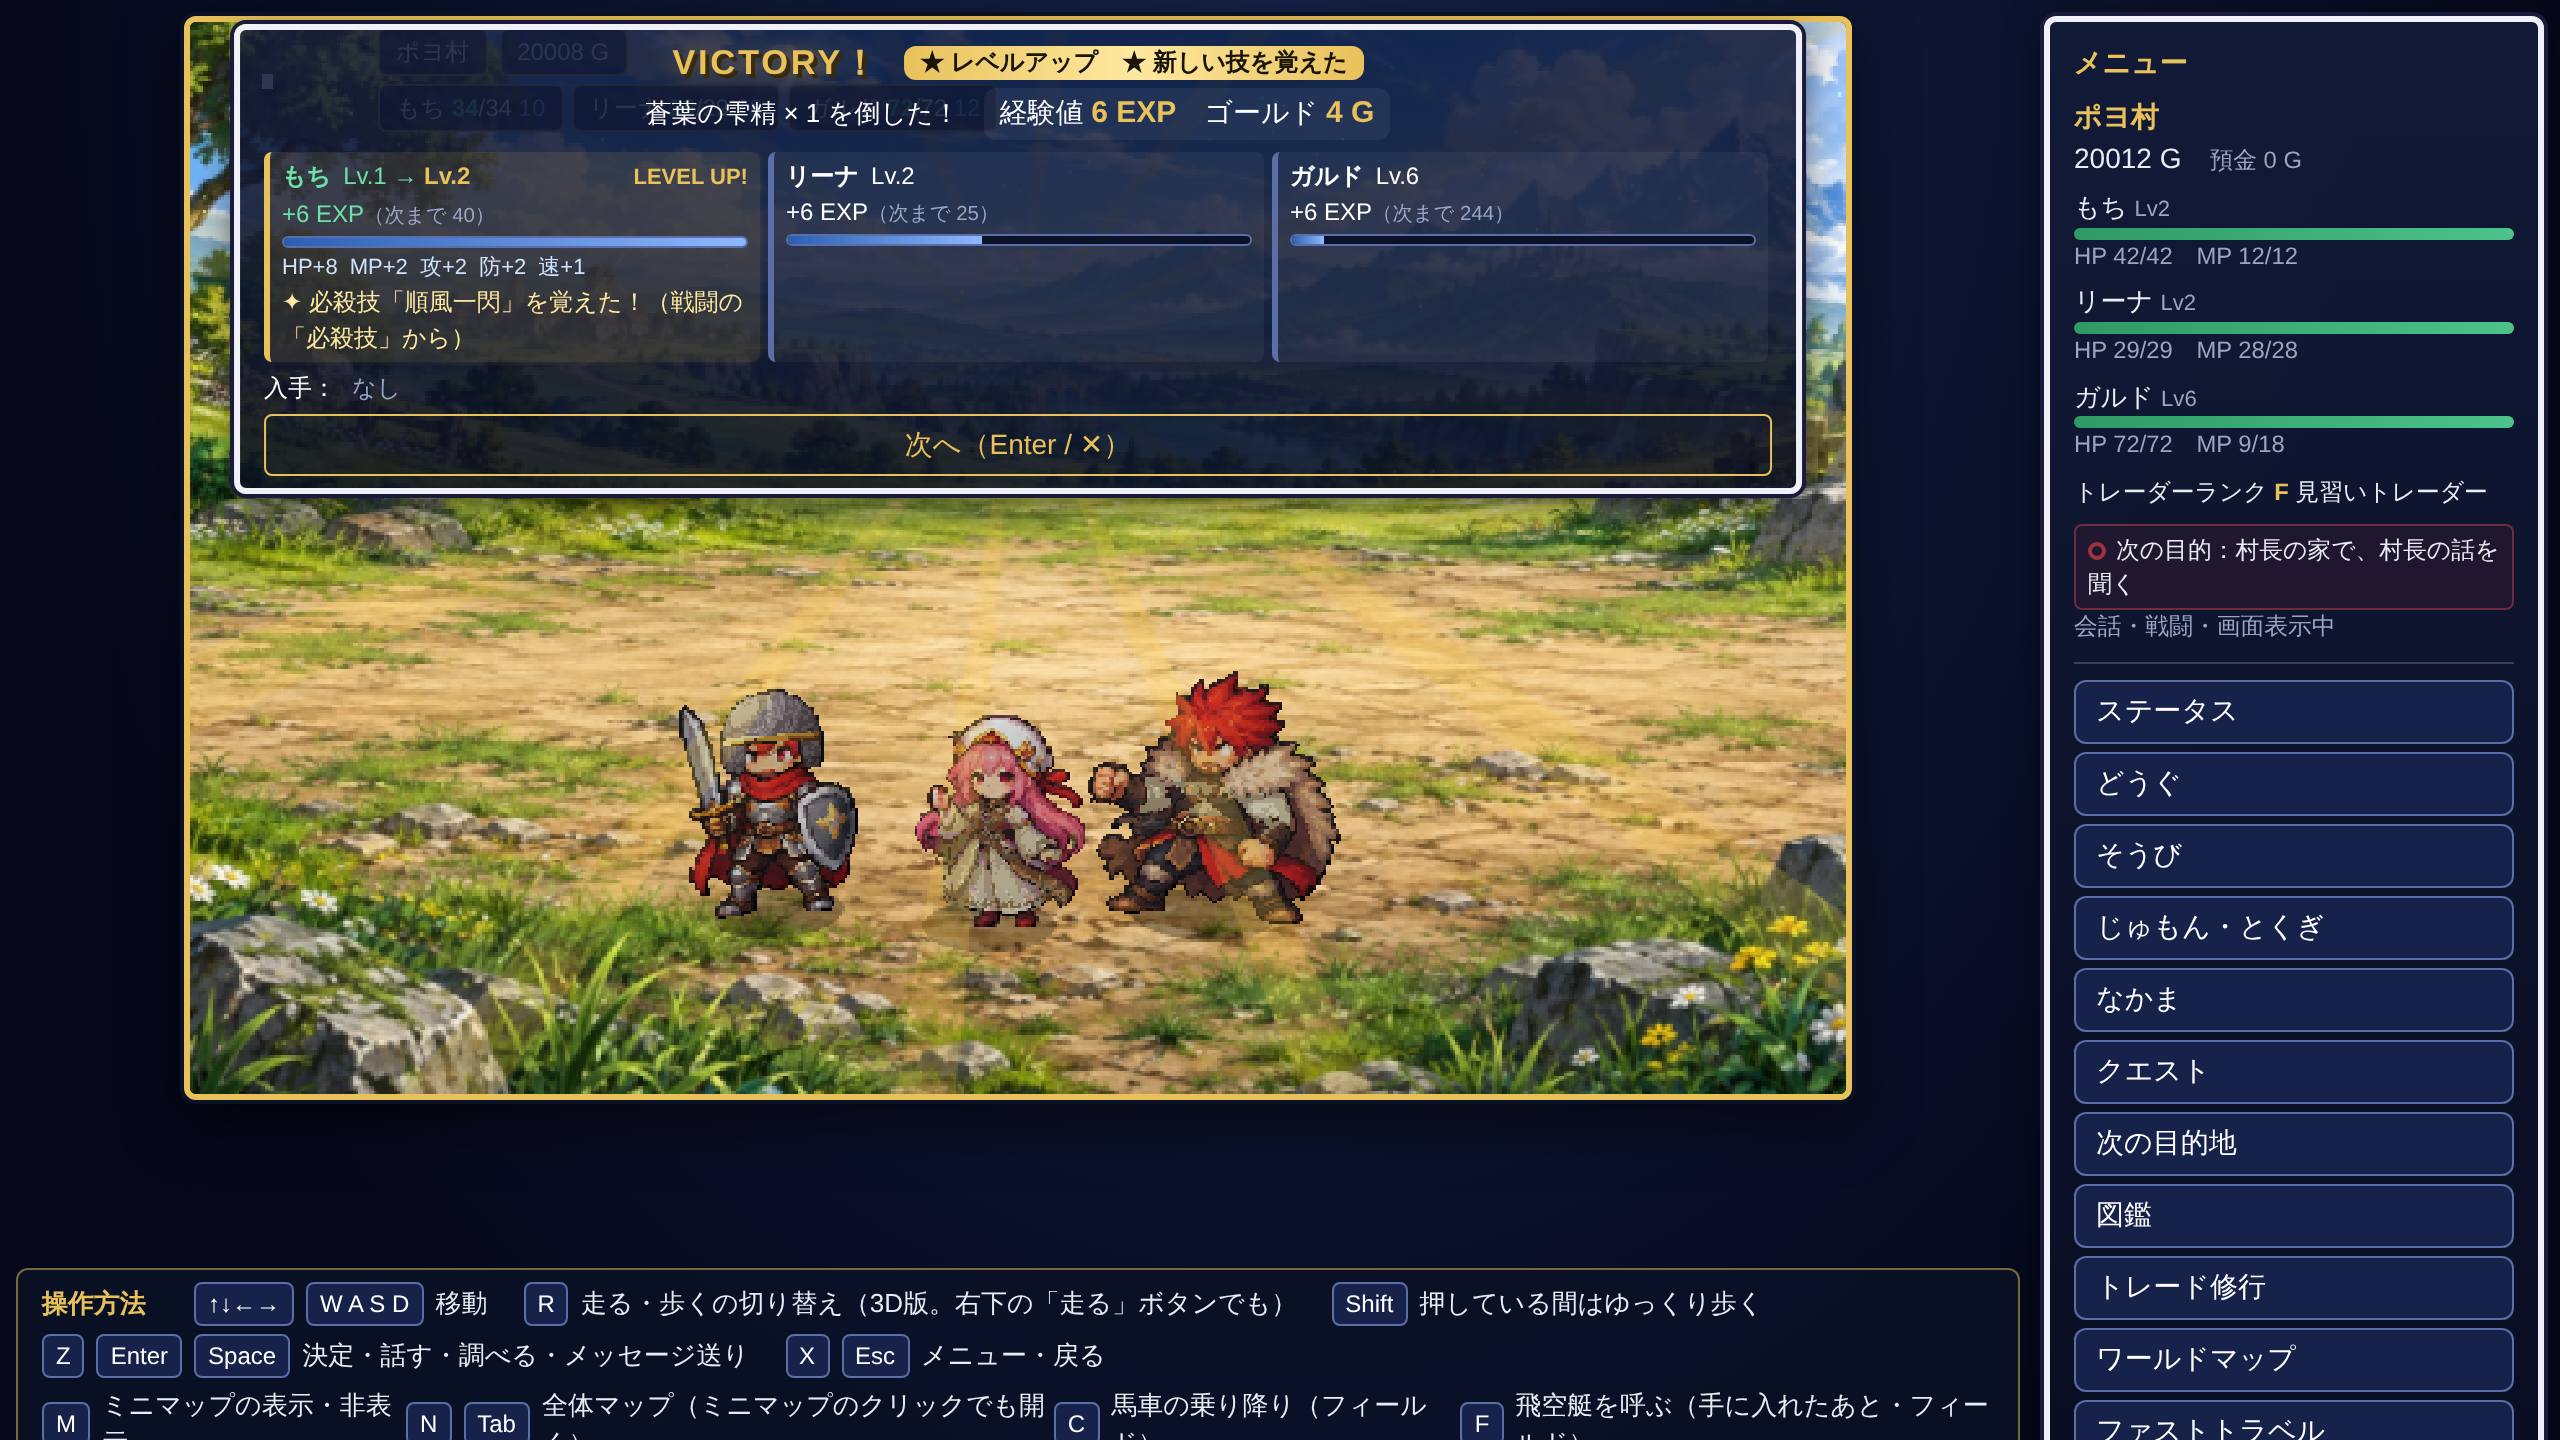 ポヨ村 20008 G
VICTORY！ ★ レベルアップ ★ 新しい技を覚えた
もち 34/34 10
蒼葉の雫精 × 1 を倒した！ 経験値 6 EXP ゴールド 4 G
もち Lv.1 → Lv.2 LEVEL UP!
+6 EXP（次まで 40）
HP+8 MP+2 攻+2 防+2 速+1
✦ 必殺技「順風一閃」を覚えた！（戦闘の
「必殺技」から）
リーナ Lv.2
+6 EXP（次まで 25）
ガルド Lv.6
+6 EXP（次まで 244）
入手： なし
次へ（Enter / ✕）
メニュー
ポヨ村
20012 G 預金 0 G
もち Lv2
HP 42/42 MP 12/12
リーナ Lv2
HP 29/29 MP 28/28
ガルド Lv6
HP 72/72 MP 9/18
トレーダーランク F 見習いトレーダー
次の目的：村長の家で、村長の話を
聞く
会話・戦闘・画面表示中
ステータス
どうぐ
そうび
じゅもん・とくぎ
なかま
クエスト
次の目的地
図鑑
トレード修行
ワールドマップ
ファストトラベル
操作方法 ↑↓←→ W A S D 移動 R 走る・歩くの切り替え（3D版。右下の「走る」ボタンでも） Shift 押している間はゆっくり歩く
Z Enter Space 決定・話す・調べる・メッセージ送り X Esc メニュー・戻る
M ミニマップの表示・非表 N Tab 全体マップ（ミニマップのクリックでも開 C 馬車の乗り降り（フィール F 飛空艇を呼ぶ（手に入れたあと・フィー